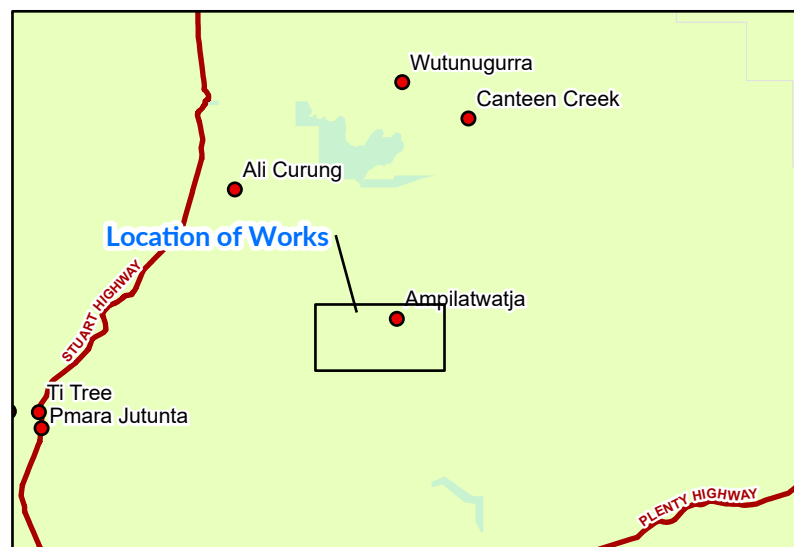 Wutunugurra
Canteen Creek
Ali Curung
Location of Works
Ampilatwatja
STUART HIGHWAY
Ti Tree
Pmara Jutunta
PLENTY HIGHWAY